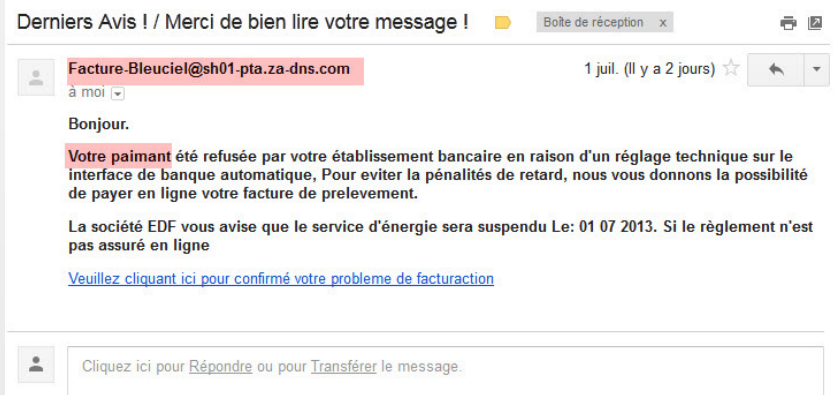 Derniers Avis ! / Merci de bien lire votre message !
Boîte de réception x
Facture-Bleuciel@sh01-pta.za-dns.com
1 juil. (Il y a 2 jours)
à moi
Bonjour.
Votre paimant été refusée par votre établissement bancaire en raison d'un réglage technique sur le
interface de banque automatique, Pour eviter la pénalités de retard, nous vous donnons la possibilité
de payer en ligne votre facture de prelevement.
La société EDF vous avise que le service d'énergie sera suspendu Le: 01 07 2013. Si le règlement n'est
pas assuré en ligne
Veuillez cliquant ici pour confirmé votre probleme de facturaction
Cliquez ici pour Répondre ou pour Transférer le message.